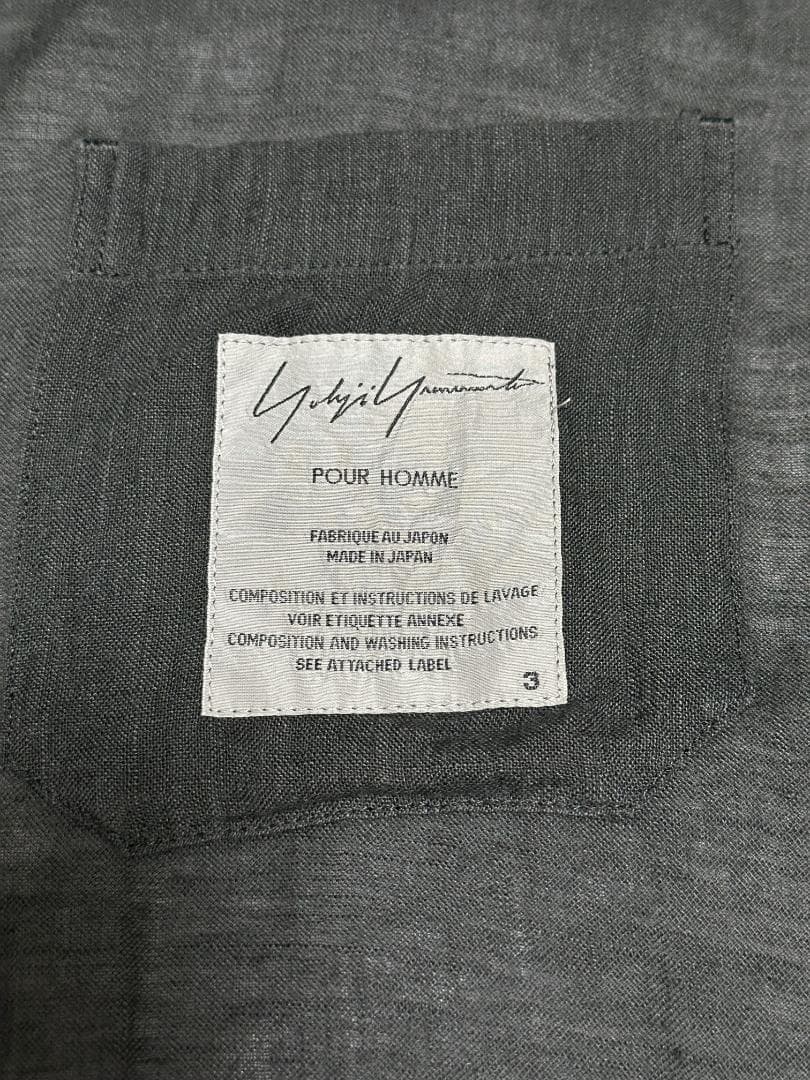 Yohji Yamamoto
POUR HOMME
FABRIQUE AU JAPON
MADE IN JAPAN
COMPOSITION ET INSTRUCTIONS DE LAVAGE
VOIR ETIQUETTE ANNEXE
COMPOSITION AND WASHING INSTRUCTIONS
SEE ATTACHED LABEL
3